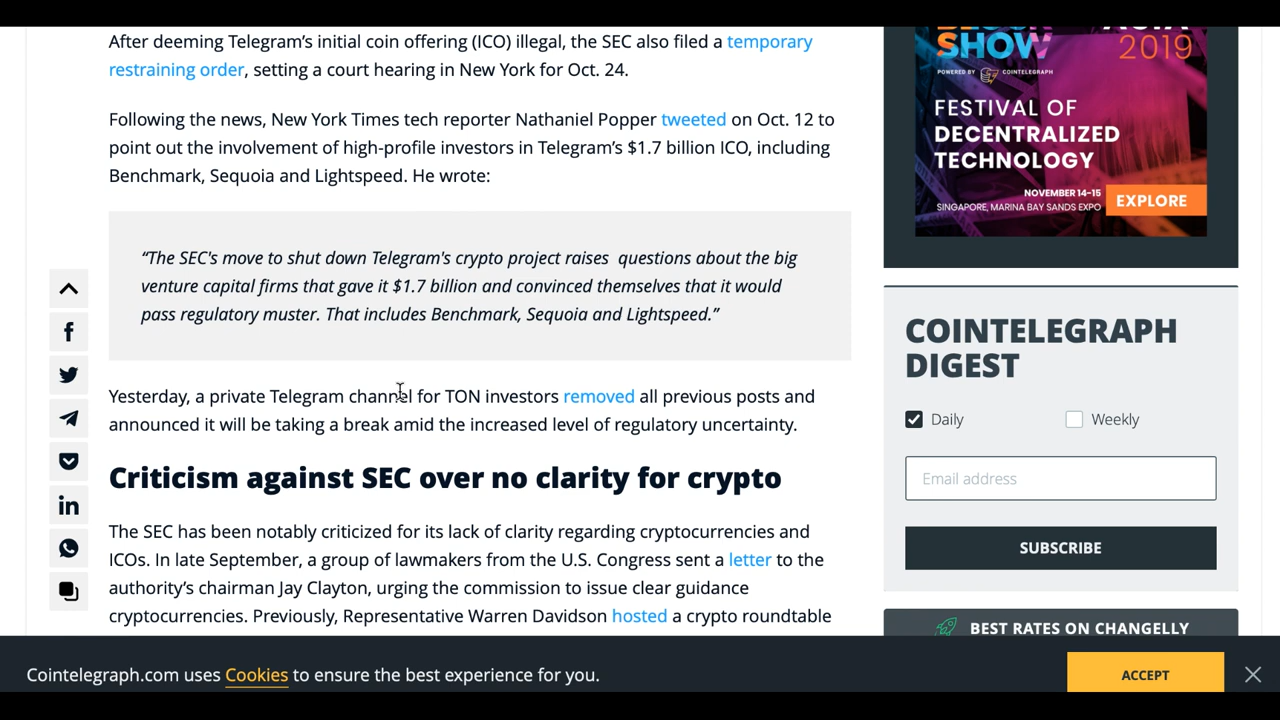 After deeming Telegram's initial coin offering (ICO) illegal, the SEC also filed a temporary
restraining order, setting a court hearing in New York for Oct. 24.
Following the news, New York Times tech reporter Nathaniel Popper tweeted on Oct. 12 to
point out the involvement of high-profile investors in Telegram's $1.7 billion ICO, including
Benchmark, Sequoia and Lightspeed. He wrote:
“The SEC's move to shut down Telegram's crypto project raises questions about the big
venture capital firms that gave it $1.7 billion and convinced themselves that it would
pass regulatory muster. That includes Benchmark, Sequoia and Lightspeed.”
Yesterday, a private Telegram channel for TON investors removed all previous posts and
announced it will be taking a break amid the increased level of regulatory uncertainty.
Criticism against SEC over no clarity for crypto
The SEC has been notably criticized for its lack of clarity regarding cryptocurrencies and
ICOs. In late September, a group of lawmakers from the U.S. Congress sent a letter to the
authority's chairman Jay Clayton, urging the commission to issue clear guidance
cryptocurrencies. Previously, Representative Warren Davidson hosted a crypto roundtable
SHOW
2019
POWERED BY COINTELEGRAPH
FESTIVAL OF
DECENTRALIZED
TECHNOLOGY
NOVEMBER 14-15
SINGAPORE, MARINA BAY SANDS EXPO
EXPLORE
COINTELEGRAPH
DIGEST
Daily Weekly
Email address
SUBSCRIBE
BEST RATES ON CHANGELLY
Cointelegraph.com uses Cookies to ensure the best experience for you.
ACCEPT